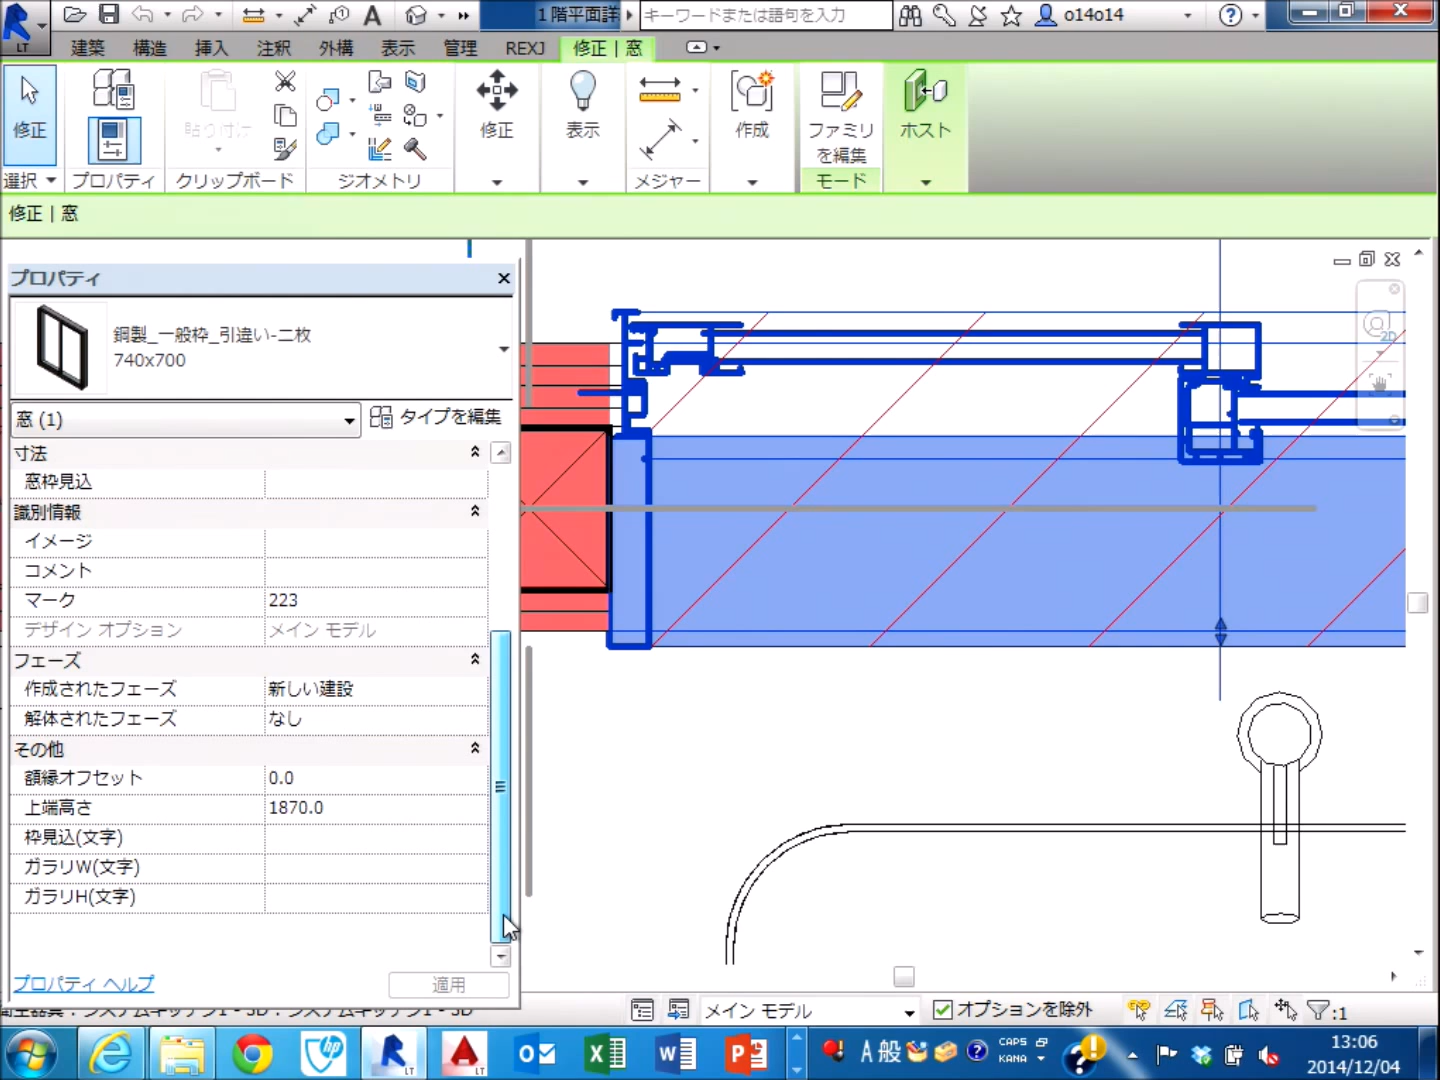 LT
1 階平面詳
キーワードまたは語句を入力
o14o14
建築 構造 挿入 注釈 外構 表示 管理 REXJ 修正 | 窓
修正
貼り付け
修正
表示
作成
ファミリ
を編集
ホスト
選択 プロパティ クリップボード ジオメトリ メジャー モード
修正 | 窓
プロパティ
2D
鋼製_一般枠_引違い-二枚
740x700
窓 (1)
タイプを編集
寸法
窓枠見込
識別情報
イメージ
コメント
マーク 223
デザイン オプション メイン モデル
フェーズ
作成されたフェーズ 新しい建設
解体されたフェーズ なし
その他
額縁オフセット 0.0
上端高さ 1870.0
枠見込(文字)
ガラリW(文字)
ガラリH(文字)
プロパティ ヘルプ
適用
メイン モデル
オプションを除外
:1
A 般
CAPS
KANA
13:06
2014/12/04